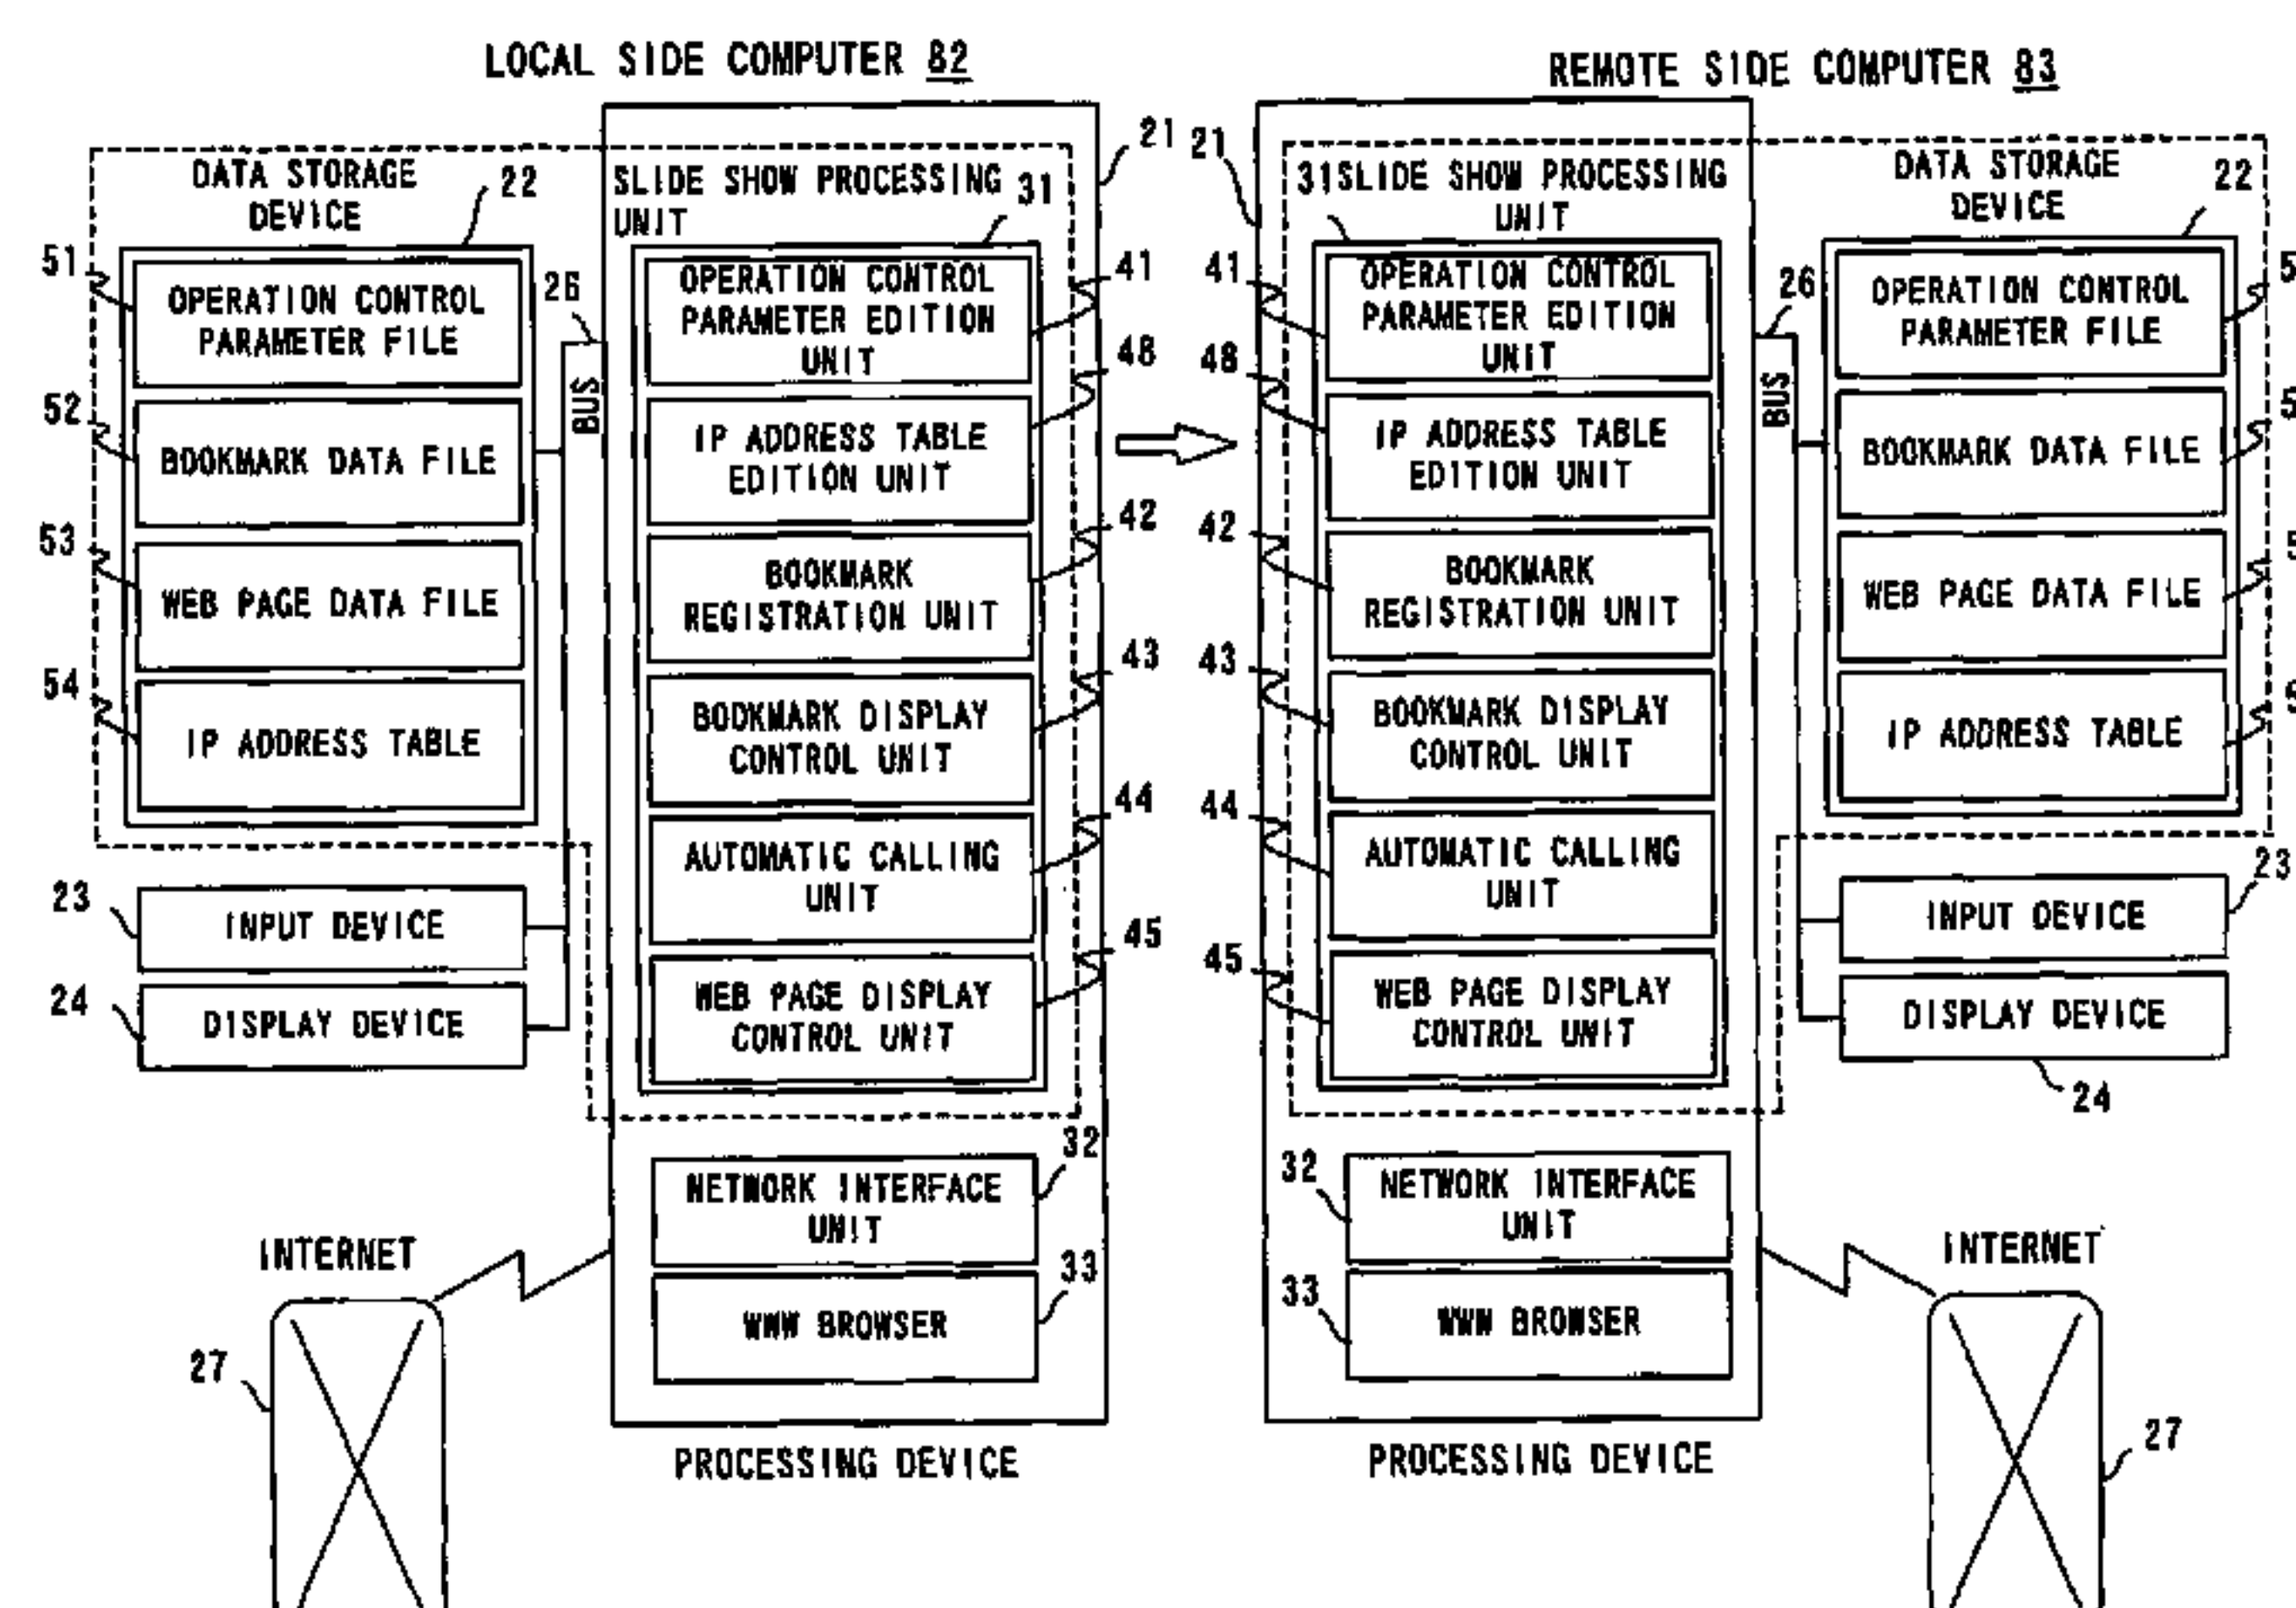 LOCAL SIDE COMPUTER 82
REMOTE SIDE COMPUTER 83
DATA STORAGE
DEVICE
22
SLIDE SHOW PROCESSING
UNIT
31
21
51
OPERATION CONTROL
PARAMETER FILE
52
BOOKMARK DATA FILE
53
WEB PAGE DATA FILE
54
IP ADDRESS TABLE
26
BUS
OPERATION CONTROL
PARAMETER EDITION
UNIT
41
IP ADDRESS TABLE
EDITION UNIT
48
BOOKMARK
REGISTRATION UNIT
42
BOOKMARK DISPLAY
CONTROL UNIT
43
AUTOMATIC CALLING
UNIT
44
WEB PAGE DISPLAY
CONTROL UNIT
45
23
INPUT DEVICE
24
DISPLAY DEVICE
NETWORK INTERFACE
UNIT
32
WWW BROWSER
33
INTERNET
27
PROCESSING DEVICE
21
31SLIDE SHOW PROCESSING
UNIT
DATA STORAGE
DEVICE
22
41
OPERATION CONTROL
PARAMETER EDITION
UNIT
48
IP ADDRESS TABLE
EDITION UNIT
42
BOOKMARK
REGISTRATION UNIT
43
BOOKMARK DISPLAY
CONTROL UNIT
44
AUTOMATIC CALLING
UNIT
45
WEB PAGE DISPLAY
CONTROL UNIT
26
BUS
OPERATION CONTROL
PARAMETER FILE
BOOKMARK DATA FILE
WEB PAGE DATA FILE
IP ADDRESS TABLE
23
INPUT DEVICE
DISPLAY DEVICE
24
32
NETWORK INTERFACE
UNIT
33
WWW BROWSER
INTERNET
27
PROCESSING DEVICE